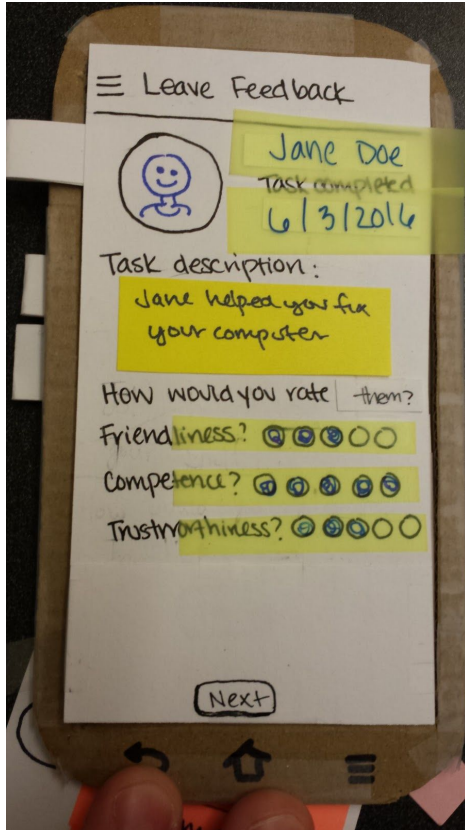 Leave Feedback
Jane Doe
Task completed
6/3/2016
Task description:
Jane helped you fix
your computer
How would you rate them?
Friendliness?
Competence?
Trustworthiness?
Next